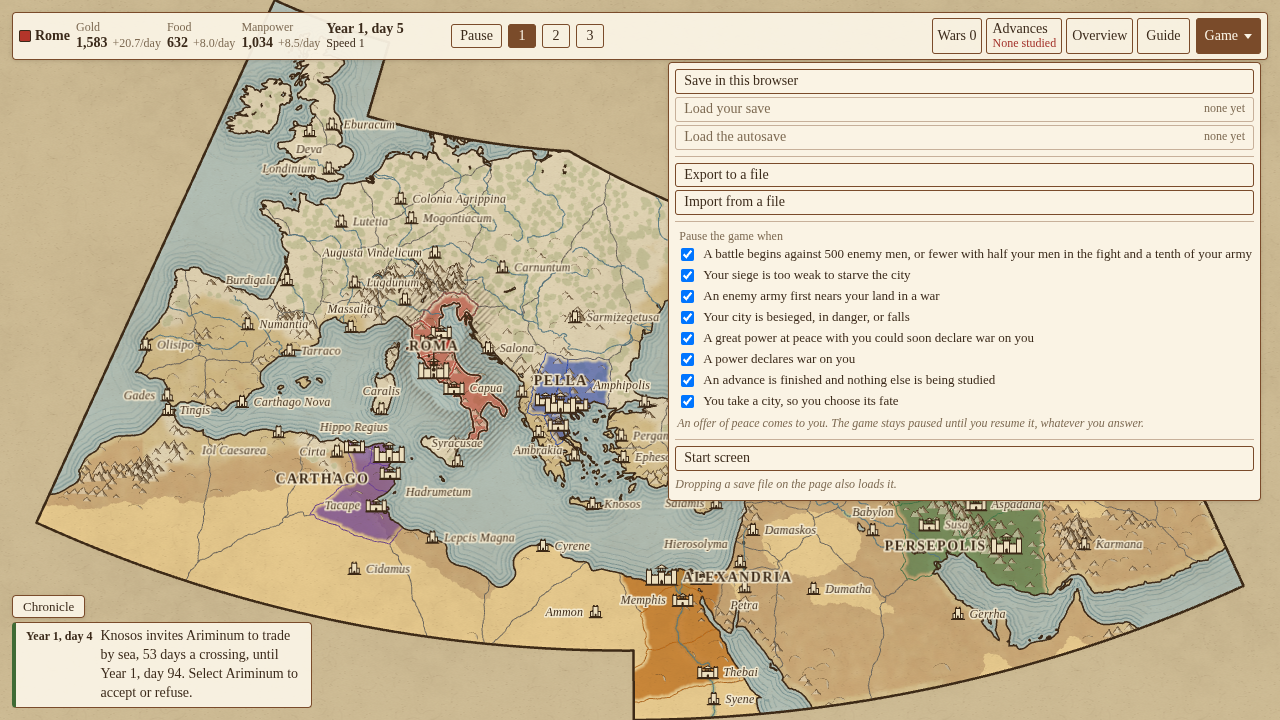 Rome
Gold
1,583 +20.7/day
Food
632 +8.0/day
Manpower
1,034 +8.5/day
Year 1, day 5
Speed 1
Pause
1
2
3
Wars 0
Advances
None studied
Overview
Guide
Game
Save in this browser
Load your save none yet
Load the autosave none yet
Export to a file
Import from a file
Pause the game when
A battle begins against 500 enemy men, or fewer with half your men in the fight and a tenth of your army
Your siege is too weak to starve the city
An enemy army first nears your land in a war
Your city is besieged, in danger, or falls
A great power at peace with you could soon declare war on you
A power declares war on you
An advance is finished and nothing else is being studied
You take a city, so you choose its fate
An offer of peace comes to you. The game stays paused until you resume it, whatever you answer.
Start screen
Dropping a save file on the page also loads it.
Eburacum
Deva
Londinium
Colonia Agrippina
Lutetia
Mogontiacum
Augusta Vindelicum
Carnuntum
Burdigala
Lugdunum
Massalia
Sarmizegetusa
Numantia
Olisipo
Tarraco
ROMA
Salona
PELLA
Amphipolis
Capua
Caralis
Gades
Tingis
Carthago Nova
Hippo Regius
Iol Caesarea
Cirta
Syracusae
Ambrakia
Pergam
Ephes
CARTHAGO
Hadrumetum
Tacape
Knosos
Salamis
Lepcis Magna
Cyrene
Hierosolyma
Damaskos
Babylon
Susa
Aspadana
PERSEPOLIS
Karmana
Cidamus
ALEXANDRIA
Memphis
Ammon
Petra
Dumatha
Gerrha
Thebai
Syene
Chronicle
Year 1, day 4 Knosos invites Ariminum to trade
by sea, 53 days a crossing, until
Year 1, day 94. Select Ariminum to
accept or refuse.